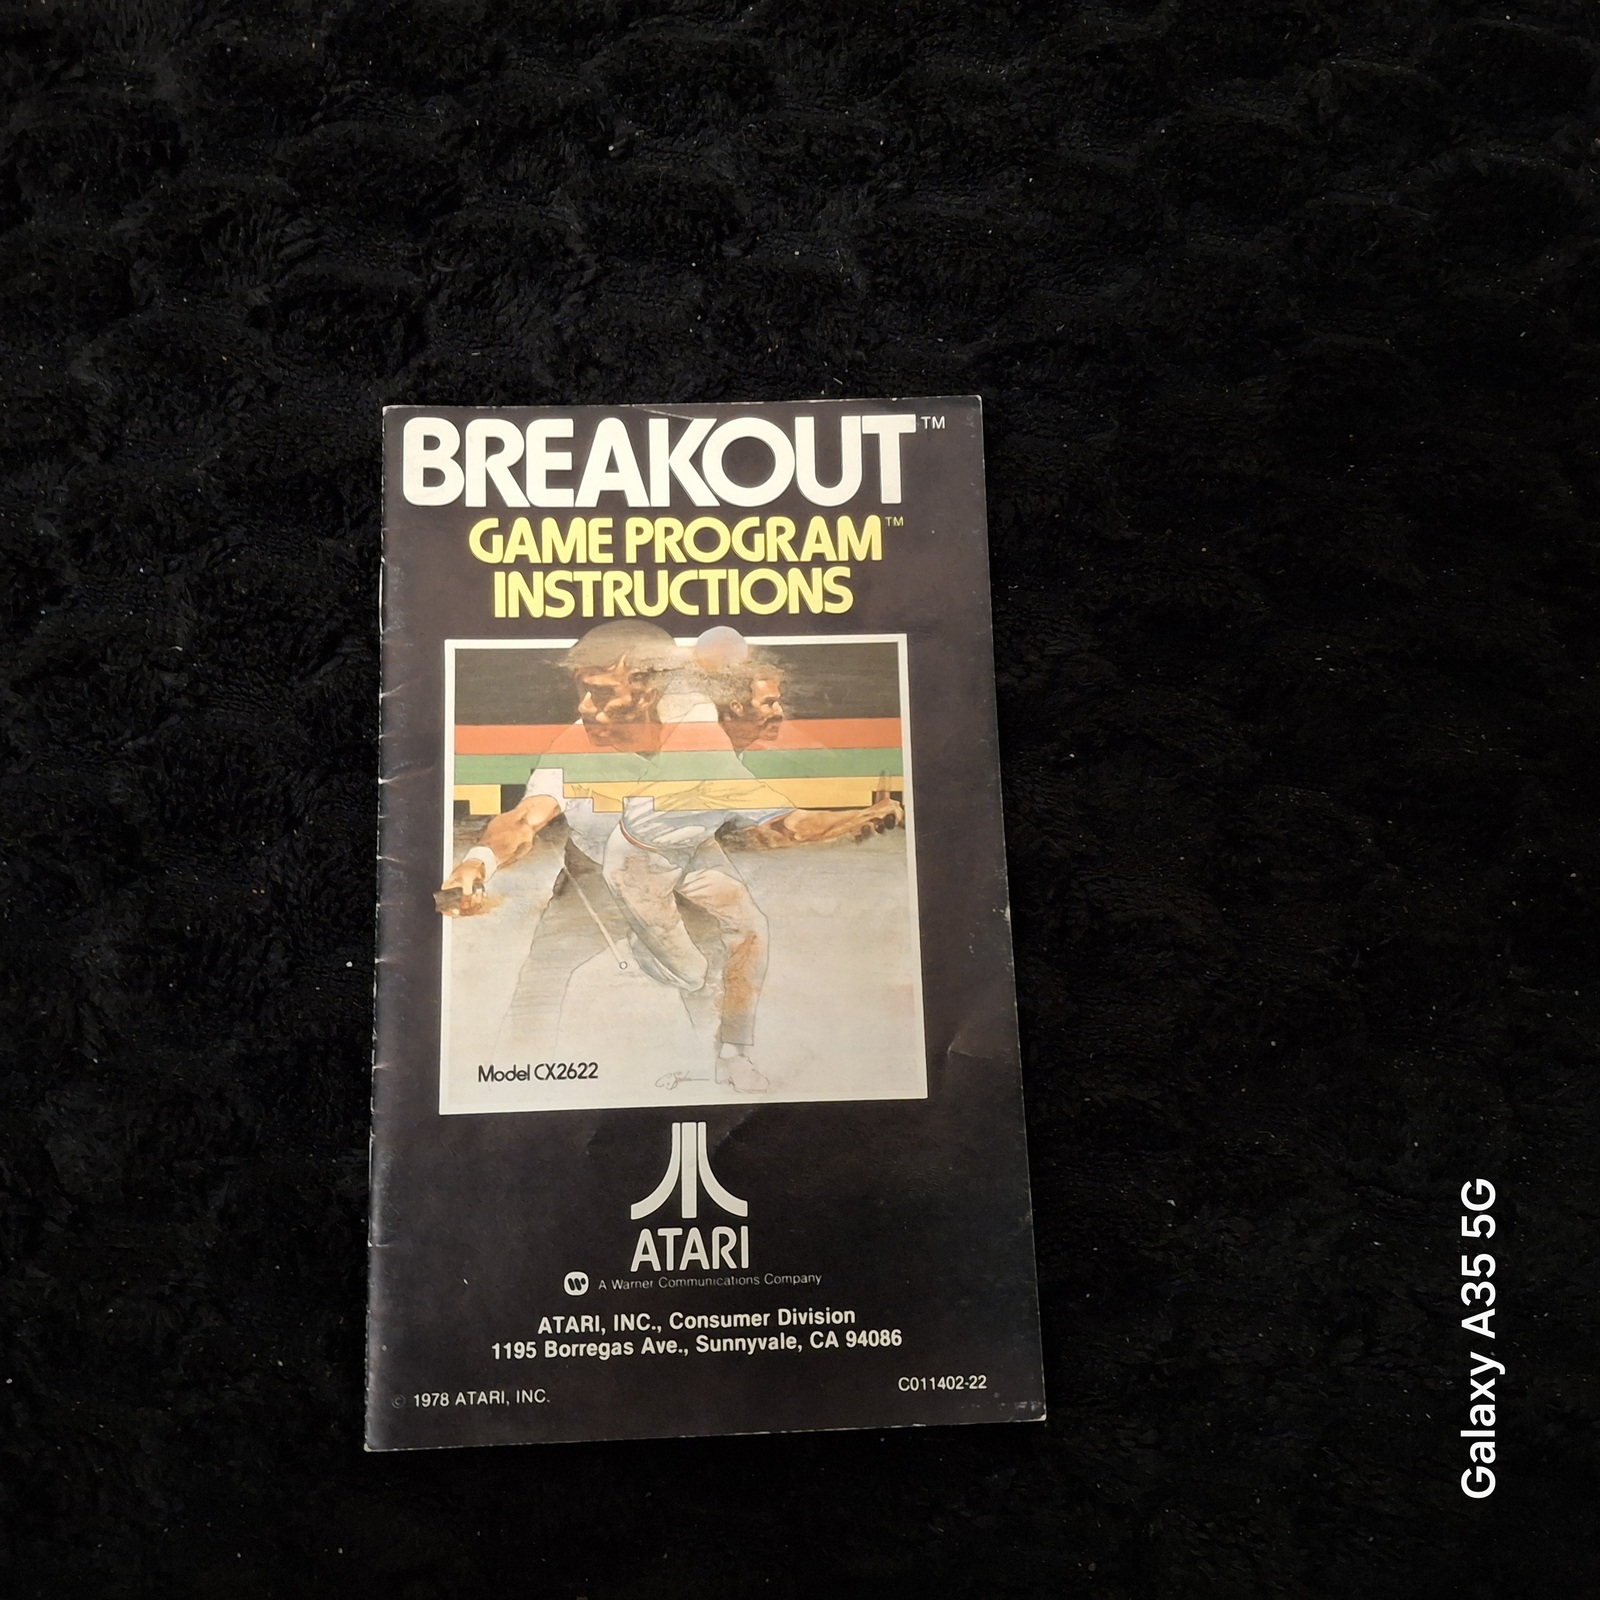 BREAKOUT™
GAME PROGRAM™
INSTRUCTIONS
Model CX2622
ATARI
A Warner Communications Company
ATARI, INC., Consumer Division
1195 Borregas Ave., Sunnyvale, CA 94086
© 1978 ATARI, INC.
C011402-22
Galaxy A35 5G